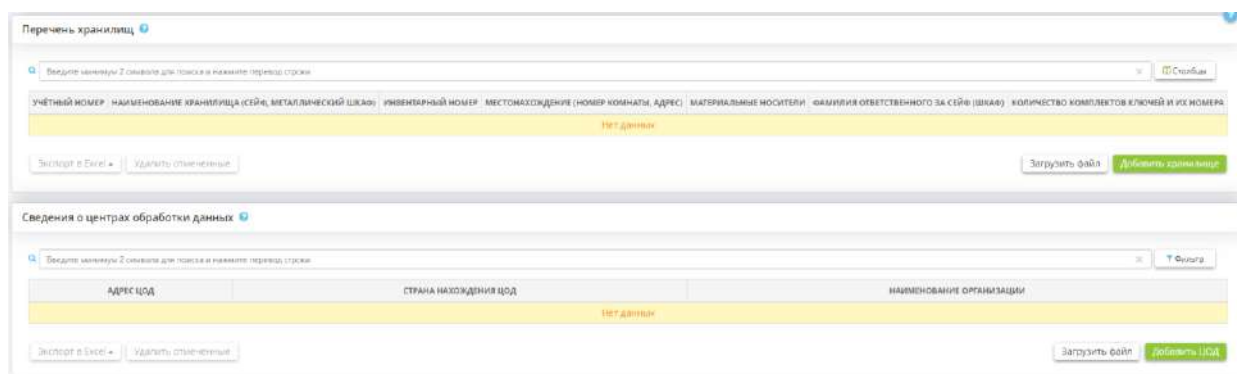 Перечень хранилищ
Введите минимум 2 символа для поиска и нажмите перевод строки
Столбцы
УЧЁТНЫЙ НОМЕР НАИМЕНОВАНИЕ ХРАНИЛИЩА (СЕЙФ, МЕТАЛЛИЧЕСКИЙ ШКАФ) ИНВЕНТАРНЫЙ НОМЕР МЕСТОНАХОЖДЕНИЕ (НОМЕР КОМНАТЫ, АДРЕС) МАТЕРИАЛЬНЫЕ НОСИТЕЛИ ФАМИЛИЯ ОТВЕТСТВЕННОГО ЗА СЕЙФ (ШКАФ) КОЛИЧЕСТВО КОМПЛЕКТОВ КЛЮЧЕЙ И ИХ НОМЕРА
Нет данных
Экспорт в Excel Удалить отмеченные Загрузить файл Добавить хранилище
Сведения о центрах обработки данных
Введите минимум 2 символа для поиска и нажмите перевод строки
Фильтр
АДРЕС ЦОД СТРАНА НАХОЖДЕНИЯ ЦОД НАИМЕНОВАНИЕ ОРГАНИЗАЦИИ
Нет данных
Экспорт в Excel Удалить отмеченные Загрузить файл Добавить ЦОД